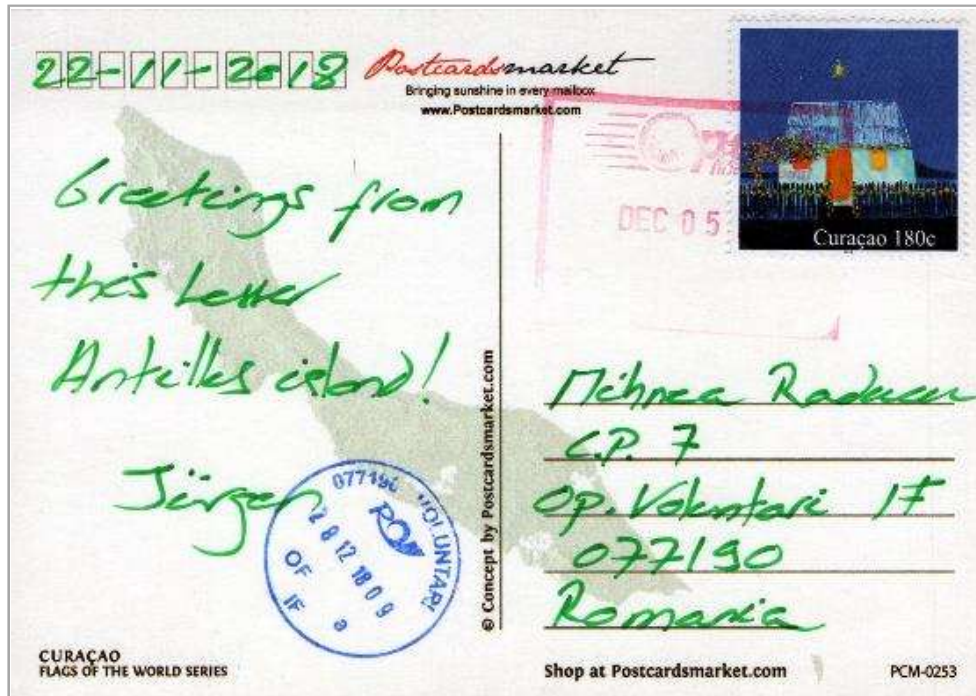 22-11-2018
Postcardsmarket
Bringing sunshine in every mailbox
www.Postcardsmarket.com
DEC 05
Curaçao 180c
Greetings from
this Lesser
Antilles island!
Jürgen
077190 VOLUNTARI
ROM
28 12 18 09
OF
IF
a
© Concept by Postcardsmarket.com
Mihnea Raducu
C.P. 7
Op. Voluntari IF
077190
Romania
CURAÇAO
FLAGS OF THE WORLD SERIES
Shop at Postcardsmarket.com
PCM-0253